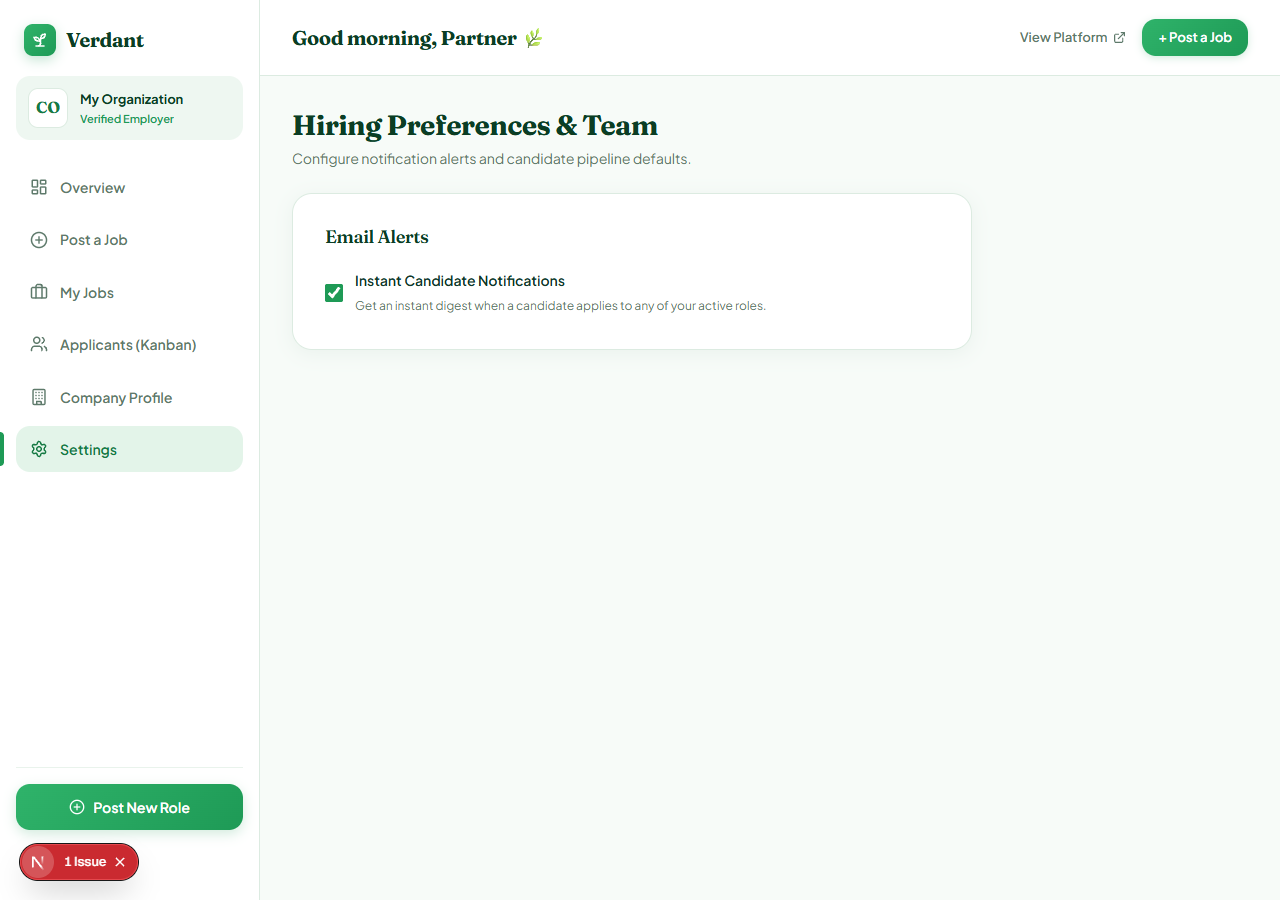 Verdant
CO
My Organization
Verified Employer
Overview
Post a Job
My Jobs
Applicants (Kanban)
Company Profile
Settings
Post New Role
N
1 Issue
Good morning, Partner 🌿
View Platform
+ Post a Job
Hiring Preferences & Team
Configure notification alerts and candidate pipeline defaults.
Email Alerts
Instant Candidate Notifications
Get an instant digest when a candidate applies to any of your active roles.